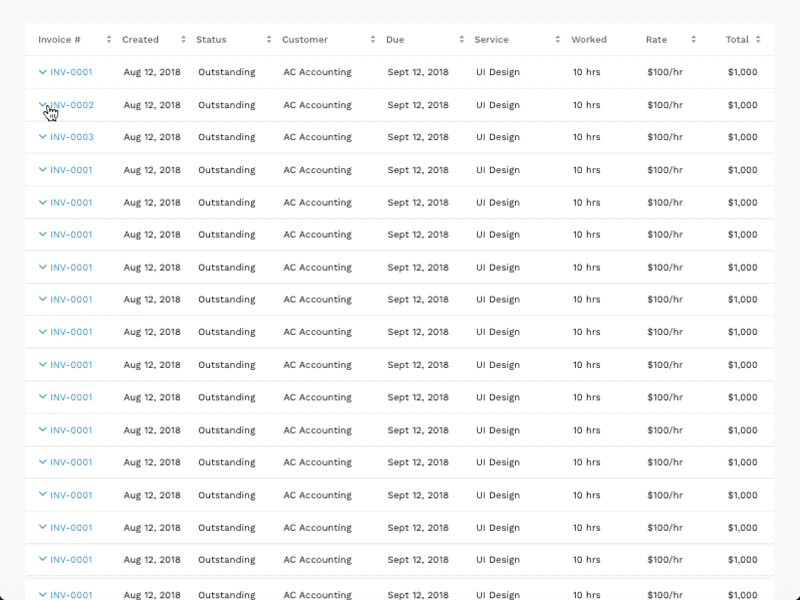 Invoice # Created Status Customer Due Service Worked Rate Total
INV-0001 Aug 12, 2018 Outstanding AC Accounting Sept 12, 2018 UI Design 10 hrs $100/hr $1,000
INV-0002 Aug 12, 2018 Outstanding AC Accounting Sept 12, 2018 UI Design 10 hrs $100/hr $1,000
INV-0003 Aug 12, 2018 Outstanding AC Accounting Sept 12, 2018 UI Design 10 hrs $100/hr $1,000
INV-0001 Aug 12, 2018 Outstanding AC Accounting Sept 12, 2018 UI Design 10 hrs $100/hr $1,000
INV-0001 Aug 12, 2018 Outstanding AC Accounting Sept 12, 2018 UI Design 10 hrs $100/hr $1,000
INV-0001 Aug 12, 2018 Outstanding AC Accounting Sept 12, 2018 UI Design 10 hrs $100/hr $1,000
INV-0001 Aug 12, 2018 Outstanding AC Accounting Sept 12, 2018 UI Design 10 hrs $100/hr $1,000
INV-0001 Aug 12, 2018 Outstanding AC Accounting Sept 12, 2018 UI Design 10 hrs $100/hr $1,000
INV-0001 Aug 12, 2018 Outstanding AC Accounting Sept 12, 2018 UI Design 10 hrs $100/hr $1,000
INV-0001 Aug 12, 2018 Outstanding AC Accounting Sept 12, 2018 UI Design 10 hrs $100/hr $1,000
INV-0001 Aug 12, 2018 Outstanding AC Accounting Sept 12, 2018 UI Design 10 hrs $100/hr $1,000
INV-0001 Aug 12, 2018 Outstanding AC Accounting Sept 12, 2018 UI Design 10 hrs $100/hr $1,000
INV-0001 Aug 12, 2018 Outstanding AC Accounting Sept 12, 2018 UI Design 10 hrs $100/hr $1,000
INV-0001 Aug 12, 2018 Outstanding AC Accounting Sept 12, 2018 UI Design 10 hrs $100/hr $1,000
INV-0001 Aug 12, 2018 Outstanding AC Accounting Sept 12, 2018 UI Design 10 hrs $100/hr $1,000
INV-0001 Aug 12, 2018 Outstanding AC Accounting Sept 12, 2018 UI Design 10 hrs $100/hr $1,000
INV-0001 Aug 12, 2018 Outstanding AC Accounting Sept 12, 2018 UI Design 10 hrs $100/hr $1,000